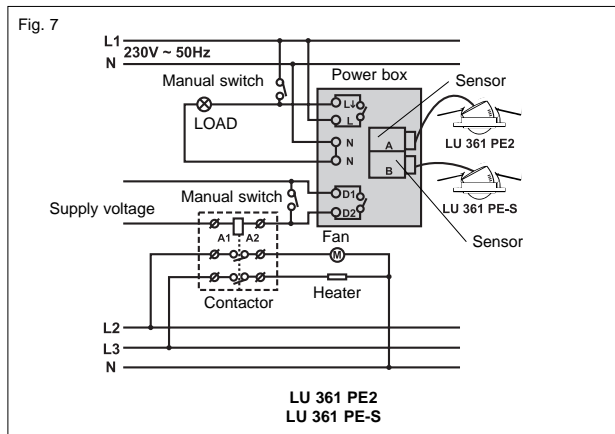 Fig. 7
L1
230V ~ 50Hz
N
Manual switch
Power box
Sensor
LOAD
L↓
L
N
N
A
B
LU 361 PE2
LU 361 PE-S
Sensor
Manual switch
D1
D2
Supply voltage
A1 A2
Fan
M
Contactor
Heater
L2
L3
N
LU 361 PE2
LU 361 PE-S